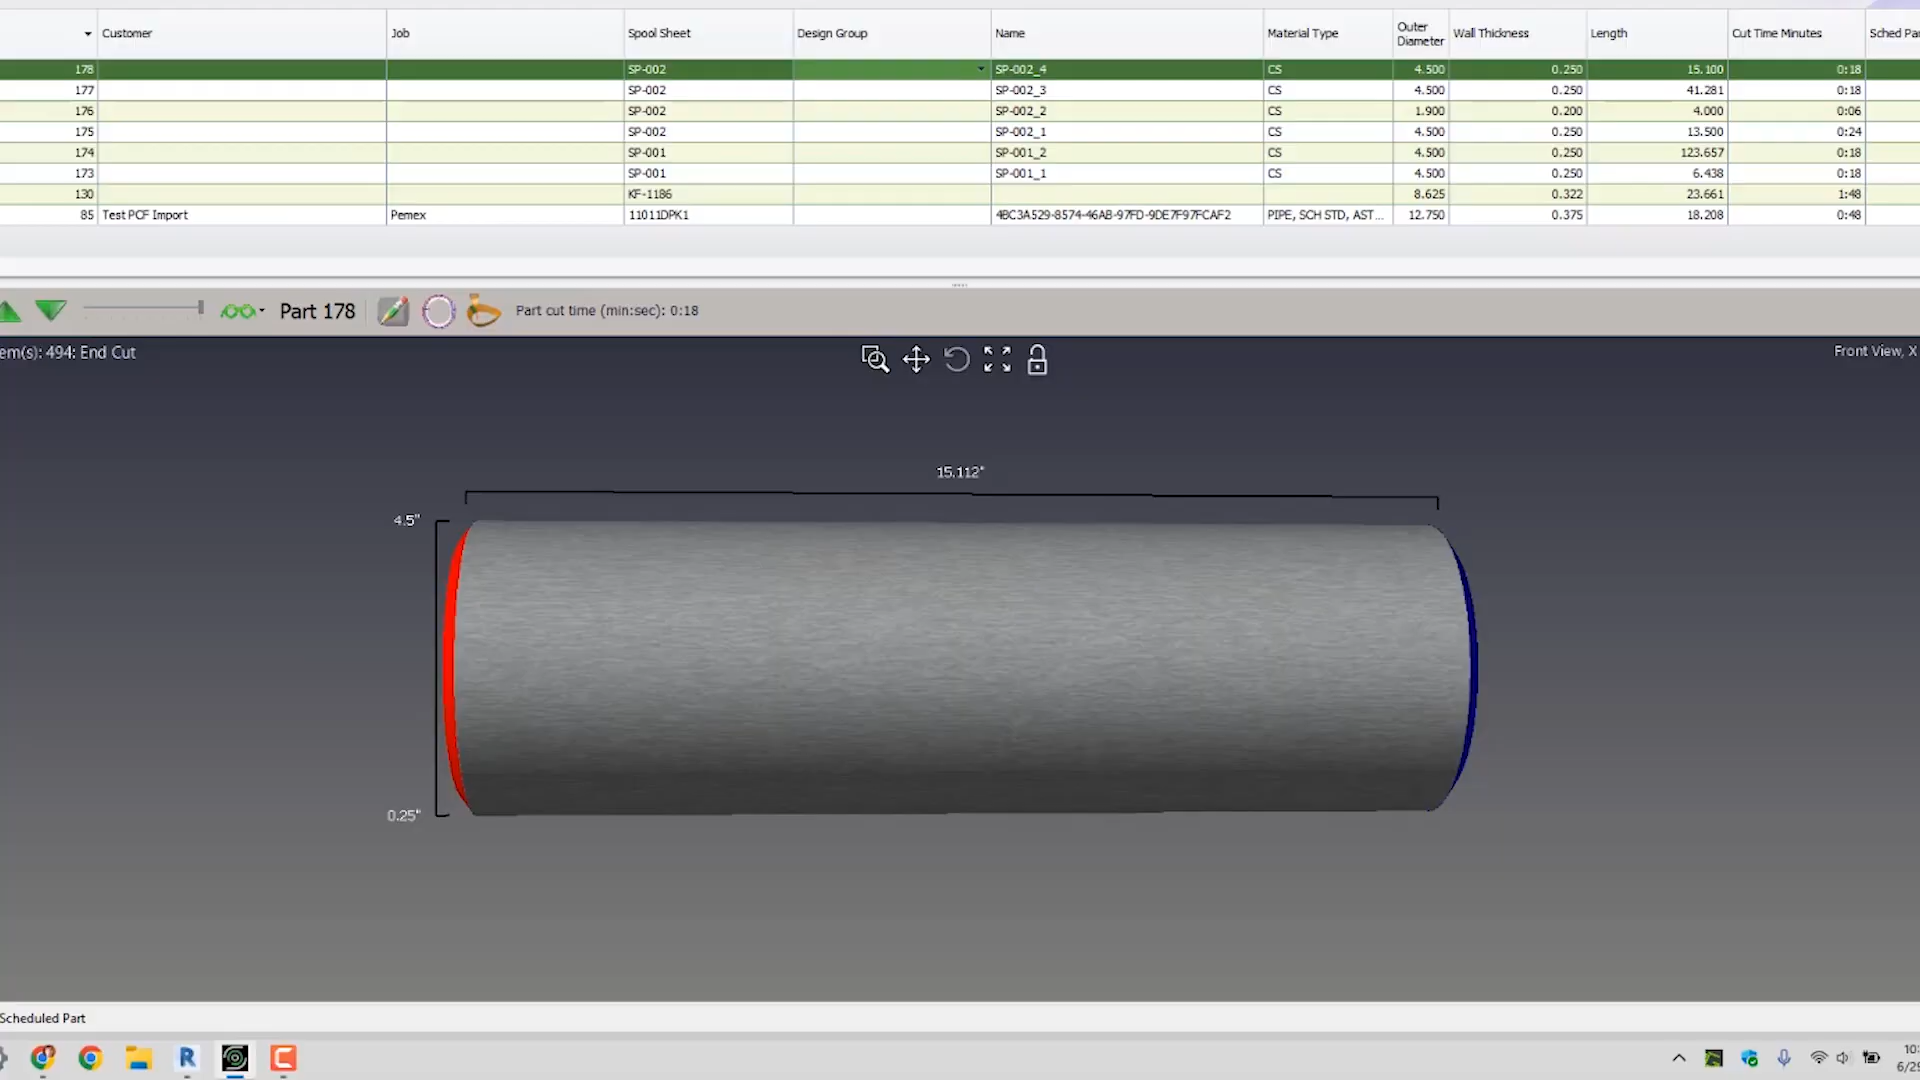 Customer Job Spool Sheet Design Group Name Material Type Outer Diameter Wall Thickness Length Cut Time Minutes Sched Par
178 SP-002 SP-002_4 CS 4.500 0.250 15.100 0:18
177 SP-002 SP-002_3 CS 4.500 0.250 41.281 0:18
176 SP-002 SP-002_2 CS 1.900 0.200 4.000 0:06
175 SP-002 SP-002_1 CS 4.500 0.250 13.500 0:24
174 SP-001 SP-001_2 CS 4.500 0.250 123.657 0:18
173 SP-001 SP-001_1 CS 4.500 0.250 6.438 0:18
130 KF-1186 8.625 0.322 23.661 1:48
85 Test PCF Import Pemex 11011DPK1 4BC3A529-8574-46AB-97FD-9DE7F97FCAF2 PIPE, SCH STD, AST... 12.750 0.375 18.208 0:48
Part 178 Part cut time (min:sec): 0:18
em(s): 494: End Cut
Front View, X
15.112"
4.5"
0.25"
Scheduled Part
10:
6/29